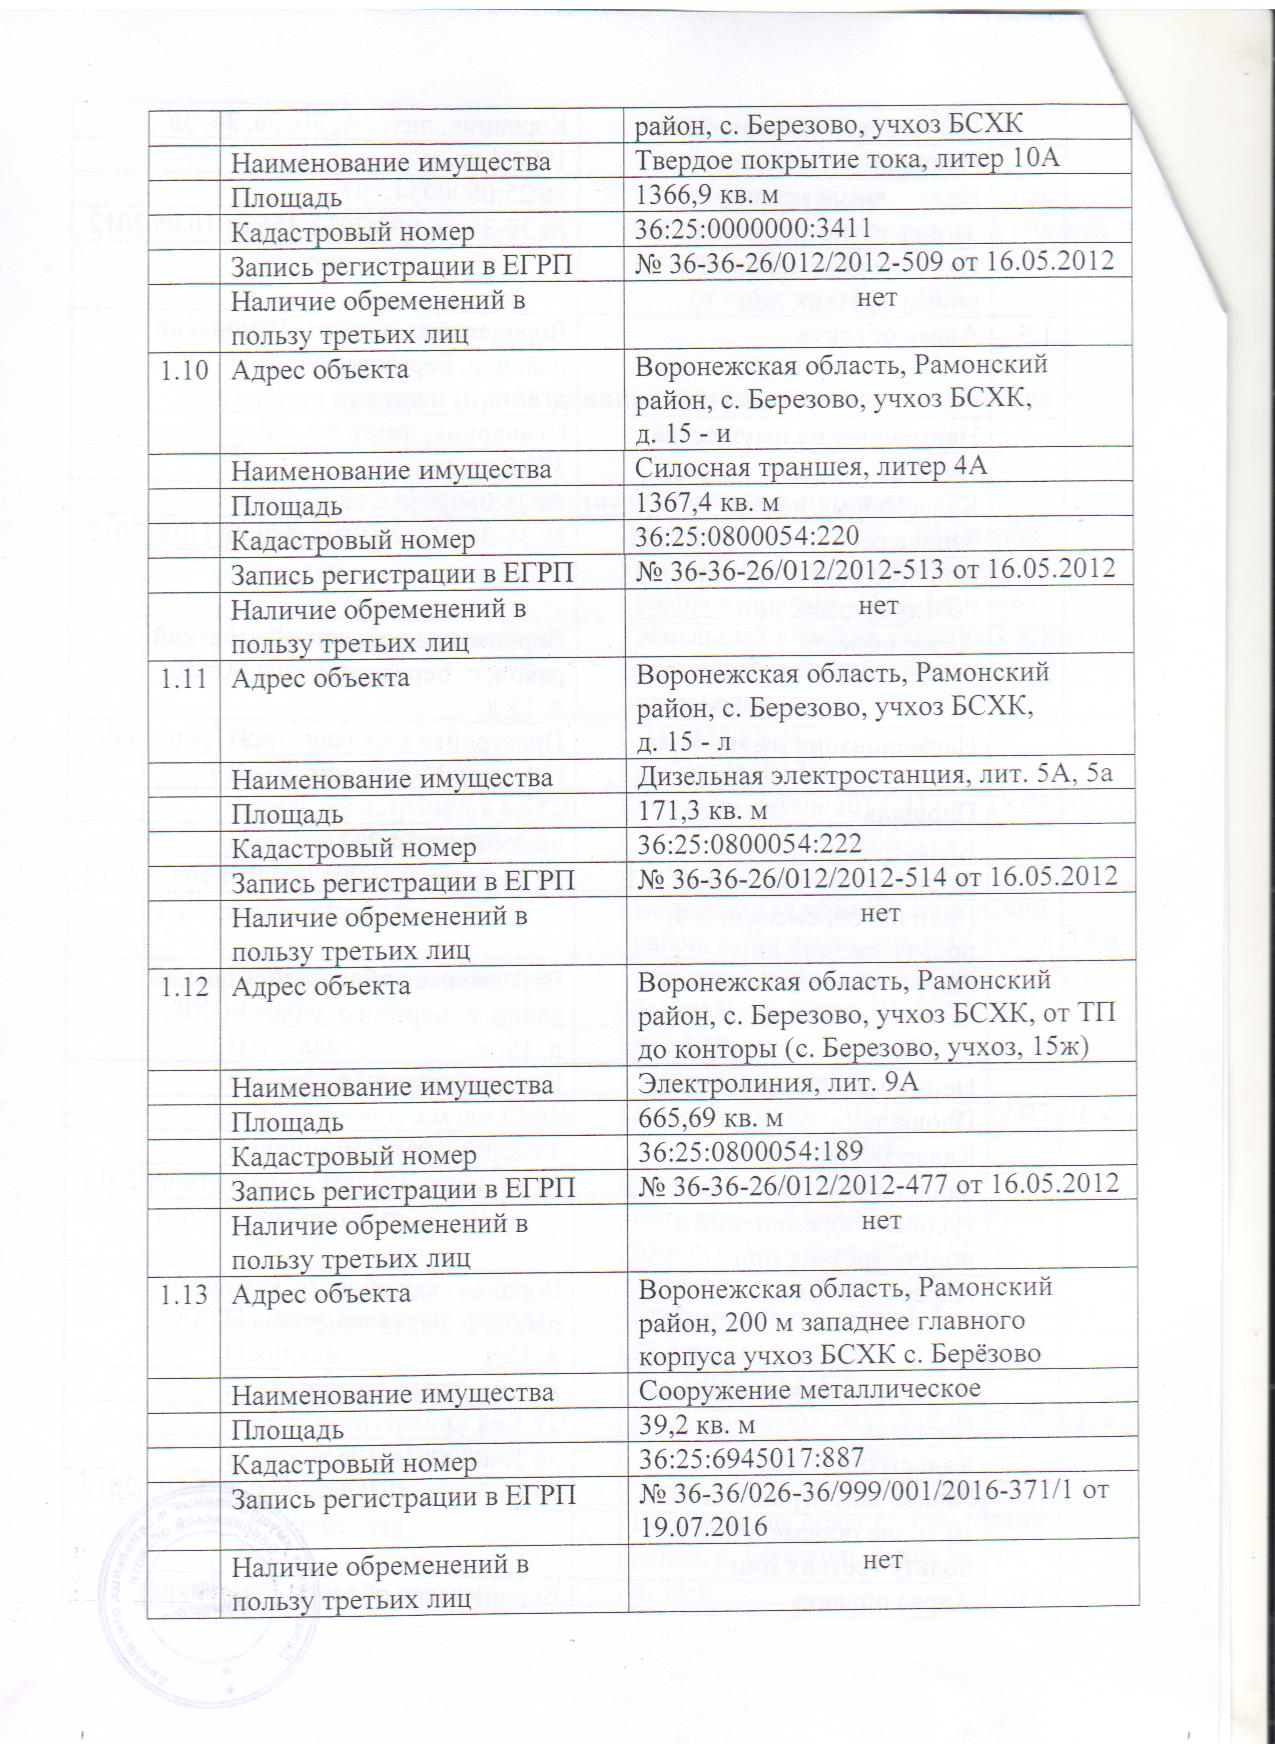 район, с. Березово, учхоз БСХК
Наименование имущества Твердое покрытие тока, литер 10А
Площадь 1366,9 кв. м
Кадастровый номер 36:25:0000000:3411
Запись регистрации в ЕГРП № 36-36-26/012/2012-509 от 16.05.2012
Наличие обременений в нет
пользу третьих лиц
1.10 Адрес объекта Воронежская область, Рамонский
район, с. Березово, учхоз БСХК,
д. 15 - и
Наименование имущества Силосная траншея, литер 4А
Площадь 1367,4 кв. м
Кадастровый номер 36:25:0800054:220
Запись регистрации в ЕГРП № 36-36-26/012/2012-513 от 16.05.2012
Наличие обременений в нет
пользу третьих лиц
1.11 Адрес объекта Воронежская область, Рамонский
район, с. Березово, учхоз БСХК,
д. 15 - л
Наименование имущества Дизельная электростанция, лит. 5А, 5а
Площадь 171,3 кв. м
Кадастровый номер 36:25:0800054:222
Запись регистрации в ЕГРП № 36-36-26/012/2012-514 от 16.05.2012
Наличие обременений в нет
пользу третьих лиц
1.12 Адрес объекта Воронежская область, Рамонский
район, с. Березово, учхоз БСХК, от ТП
до конторы (с. Березово, учхоз, 15ж)
Наименование имущества Электролиния, лит. 9А
Площадь 665,69 кв. м
Кадастровый номер 36:25:0800054:189
Запись регистрации в ЕГРП № 36-36-26/012/2012-477 от 16.05.2012
Наличие обременений в нет
пользу третьих лиц
1.13 Адрес объекта Воронежская область, Рамонский
район, 200 м западнее главного
корпуса учхоз БСХК с. Берёзово
Наименование имущества Сооружение металлическое
Площадь 39,2 кв. м
Кадастровый номер 36:25:6945017:887
Запись регистрации в ЕГРП № 36-36/026-36/999/001/2016-371/1 от
19.07.2016
Наличие обременений в нет
пользу третьих лиц